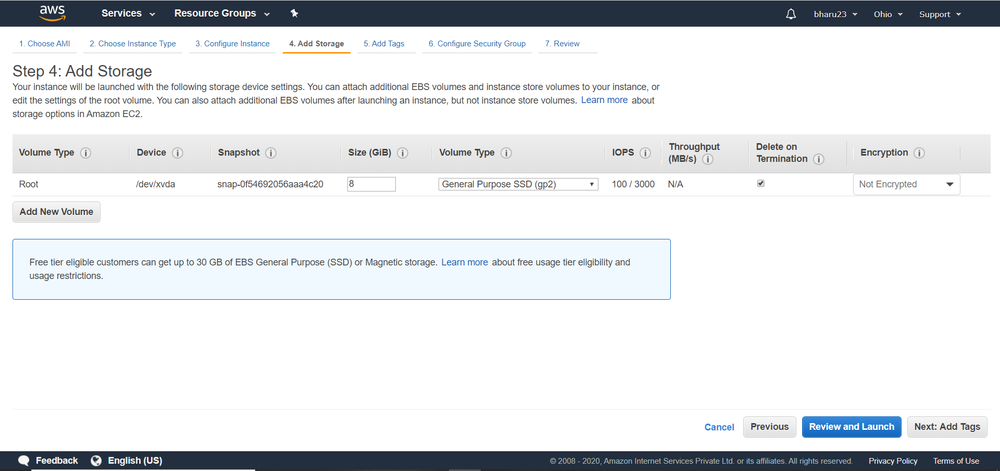 aws Services Resource Groups bharu23 Ohio Support
1. Choose AMI 2. Choose Instance Type 3. Configure Instance 4. Add Storage 5. Add Tags 6. Configure Security Group 7. Review
Step 4: Add Storage
Your instance will be launched with the following storage device settings. You can attach additional EBS volumes and instance store volumes to your instance, or
edit the settings of the root volume. You can also attach additional EBS volumes after launching an instance, but not instance store volumes. Learn more about
storage options in Amazon EC2.
Volume Type i Device i Snapshot i Size (GiB) i Volume Type i IOPS i Throughput (MB/s) i Delete on Termination i Encryption i
Root /dev/xvda snap-0f54692056aaa4c20 8 General Purpose SSD (gp2) 100 / 3000 N/A Not Encrypted
Add New Volume
Free tier eligible customers can get up to 30 GB of EBS General Purpose (SSD) or Magnetic storage. Learn more about free usage tier eligibility and
usage restrictions.
Cancel Previous Review and Launch Next: Add Tags
Feedback English (US) © 2008 - 2020, Amazon Internet Services Private Ltd. or its affiliates. All rights reserved. Privacy Policy Terms of Use